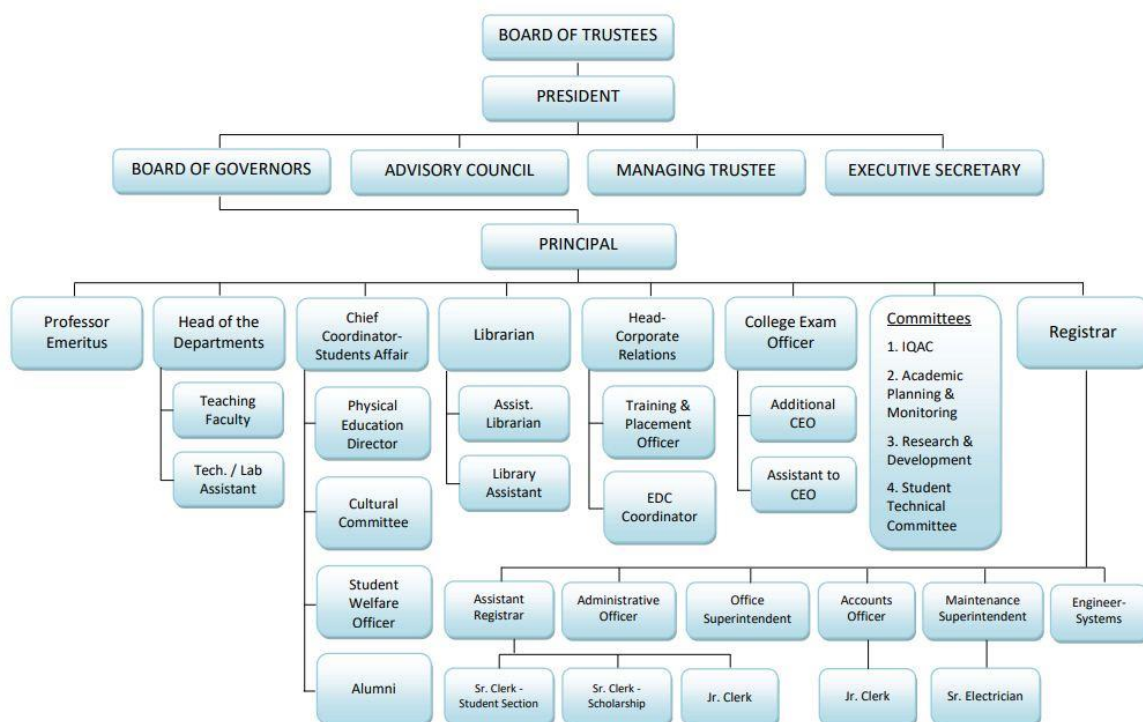 BOARD OF TRUSTEES
PRESIDENT
BOARD OF GOVERNORS
ADVISORY COUNCIL
MANAGING TRUSTEE
EXECUTIVE SECRETARY
PRINCIPAL
Professor
Emeritus
Head of the
Departments
Chief
Coordinator-
Students Affair
Librarian
Head-
Corporate
Relations
College Exam
Officer
Committees
1. IQAC
2. Academic
Planning &
Monitoring
3. Research &
Development
4. Student
Technical
Committee
Registrar
Teaching
Faculty
Tech. / Lab
Assistant
Physical
Education
Director
Cultural
Committee
Student
Welfare
Officer
Alumni
Assist.
Librarian
Library
Assistant
Training &
Placement
Officer
EDC
Coordinator
Additional
CEO
Assistant to
CEO
Assistant
Registrar
Administrative
Officer
Office
Superintendent
Accounts
Officer
Maintenance
Superintendent
Engineer-
Systems
Sr. Clerk -
Student Section
Sr. Clerk -
Scholarship
Jr. Clerk
Jr. Clerk
Sr. Electrician